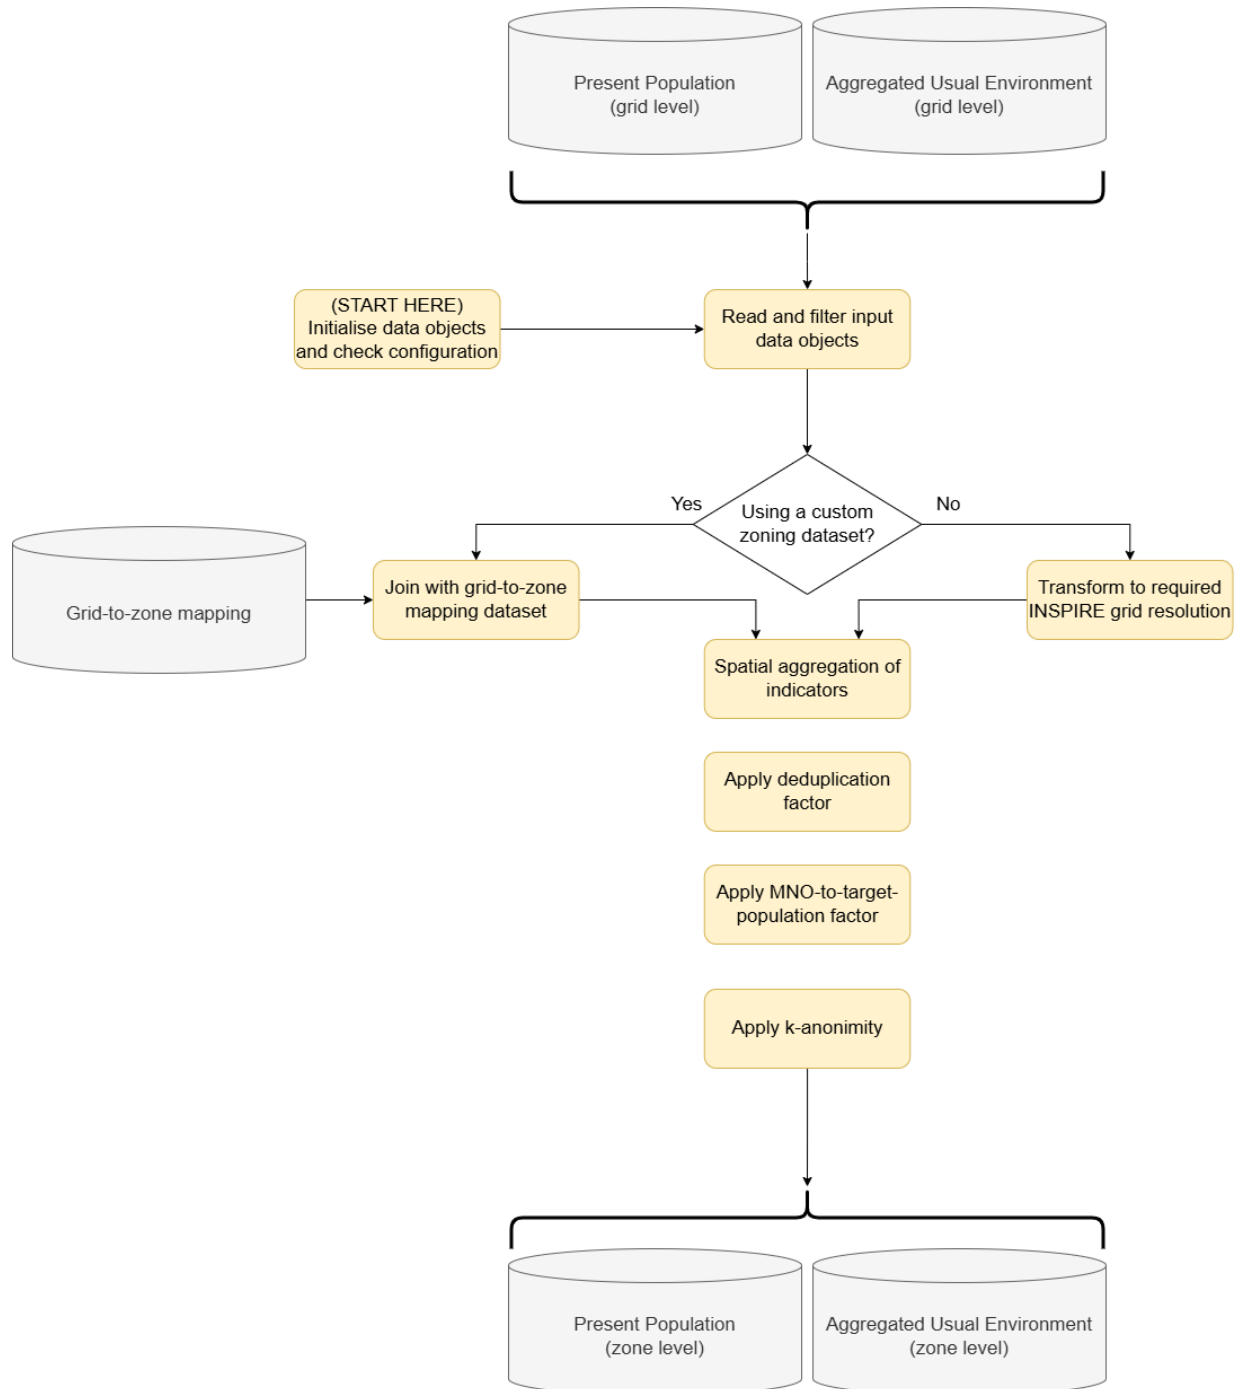 Present Population
(grid level)
Aggregated Usual Environment
(grid level)
(START HERE)
Initialise data objects
and check configuration
Read and filter input
data objects
Yes
Using a custom
zoning dataset?
No
Grid-to-zone mapping
Join with grid-to-zone
mapping dataset
Transform to required
INSPIRE grid resolution
Spatial aggregation of
indicators
Apply deduplication
factor
Apply MNO-to-target-
population factor
Apply k-anonimity
Present Population
(zone level)
Aggregated Usual Environment
(zone level)